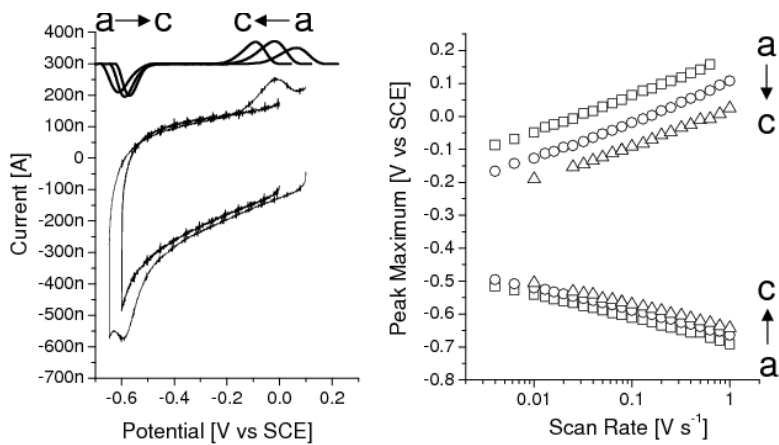 a → c c ← a
400n
300n
200n
100n
0
-100n
-200n
-300n
-400n
-500n
-600n
-700n
Current [A]
-0.6 -0.4 -0.2 0.0 0.2
Potential [V vs SCE]
0.2
0.1
0.0
-0.1
-0.2
-0.3
-0.4
-0.5
-0.6
-0.7
-0.8
Peak Maximum [V vs SCE]
0.01 0.1 1
Scan Rate [V s⁻¹]
a
↓
c
c
↑
a